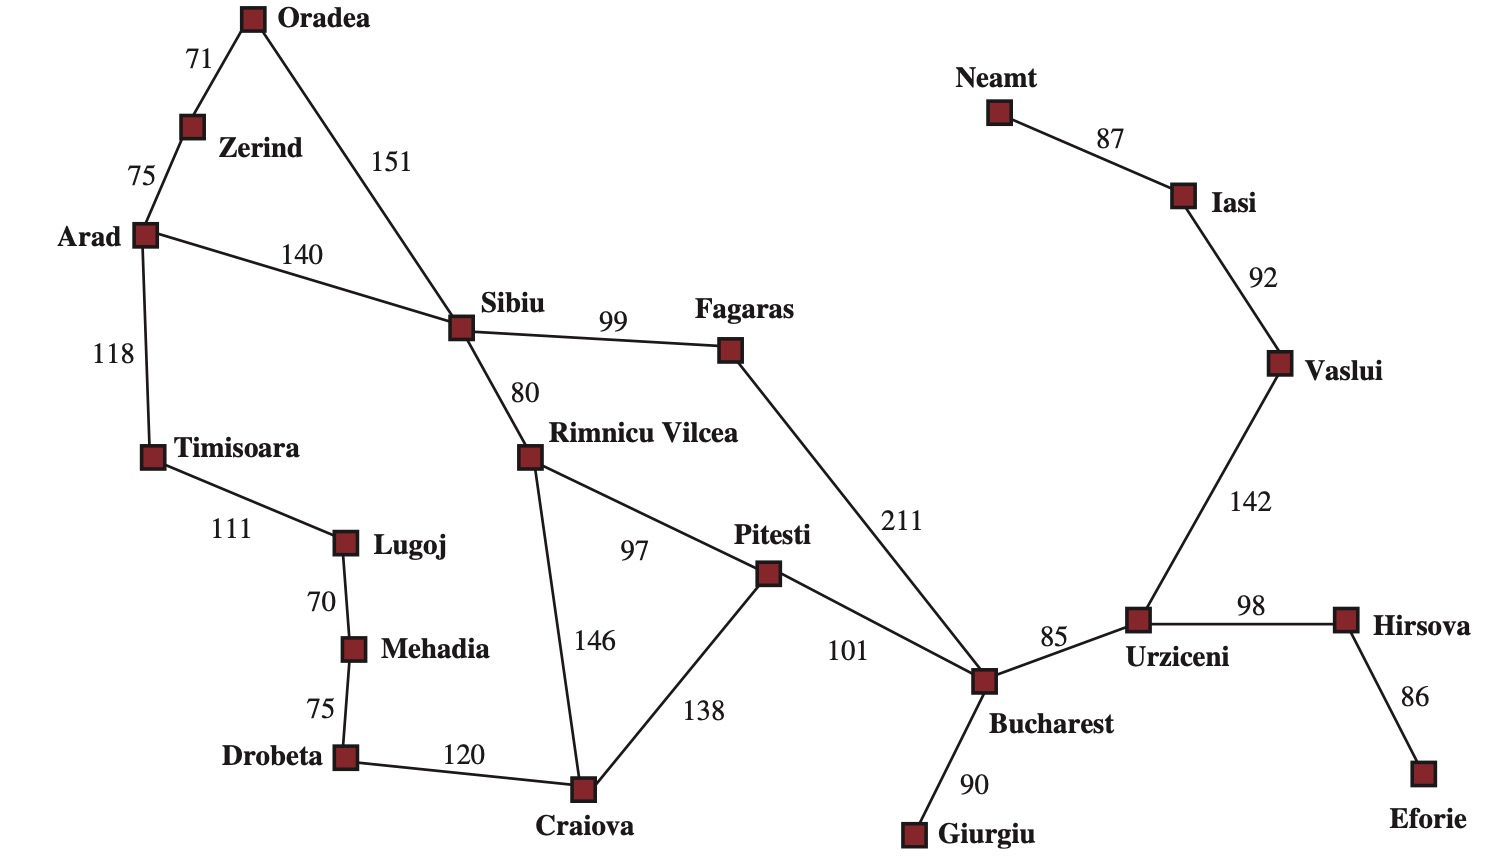 Oradea
71
Neamt
87
Zerind
151
75
Iasi
Arad
140
92
Sibiu
Fagaras
99
118
Vaslui
80
Rimnicu Vilcea
Timisoara
142
211
111
Pitesti
Lugoj
97
70
98
Hirsova
85
146
Mehadia
101
Urziceni
86
75
138
Bucharest
Drobeta
120
90
Craiova
Eforie
Giurgiu